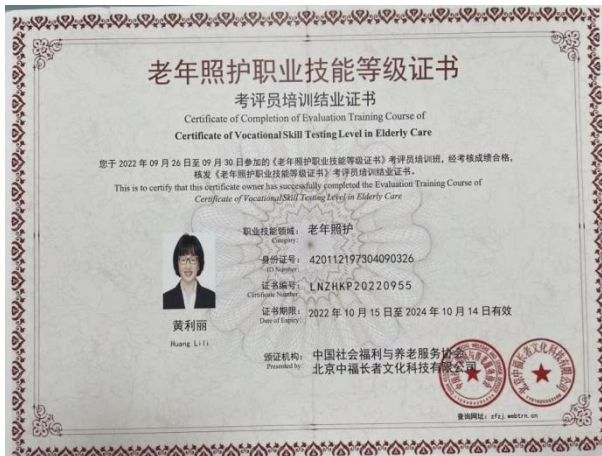 老年照护职业技能等级证书
考评员培训结业证书
Certificate of Completion of Evaluation Training Course of
Certificate of Vocational Skill Testing Level in Elderly Care
您于 2022 年 09 月 26 日至 09 月 30 日参加的《老年照护职业技能等级证书》考评员培训班，经考核成绩合格，
核发《老年照护职业技能等级证书》考评员培训结业证书。
This is to certify that this certificate owner has successfully completed the Evaluation Training Course of
Certificate of Vocational Skill Testing Level in Elderly Care
职业技能领域： 老年照护
Category:
身份证号： 420112197304090326
ID Number:
证书编号： LNZHKP20220955
Certificate Number:
证书期限： 2022 年 10 月 15 日至 2024 年 10 月 14 日有效
Date of Expiry:
黄利丽
Huang Lili
颁证机构： 中国社会福利与养老服务协会
Presented by: 北京中福长者文化科技有限公司
查询网址：zfzj.webtrn.cn